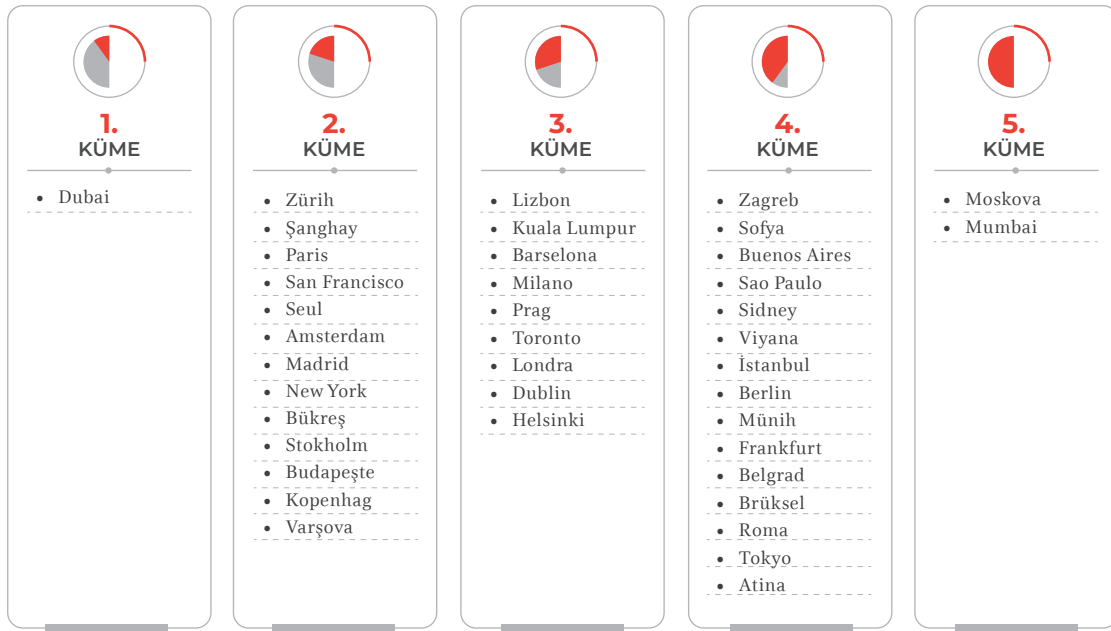 1.
KÜME
• Dubai
2.
KÜME
• Zürih
• Şanghay
• Paris
• San Francisco
• Seul
• Amsterdam
• Madrid
• New York
• Bükreş
• Stokholm
• Budapeşte
• Kopenhag
• Varşova
3.
KÜME
• Lizbon
• Kuala Lumpur
• Barselona
• Milano
• Prag
• Toronto
• Londra
• Dublin
• Helsinki
4.
KÜME
• Zagreb
• Sofya
• Buenos Aires
• Sao Paulo
• Sidney
• Viyana
• İstanbul
• Berlin
• Münih
• Frankfurt
• Belgrad
• Brüksel
• Roma
• Tokyo
• Atina
5.
KÜME
• Moskova
• Mumbai